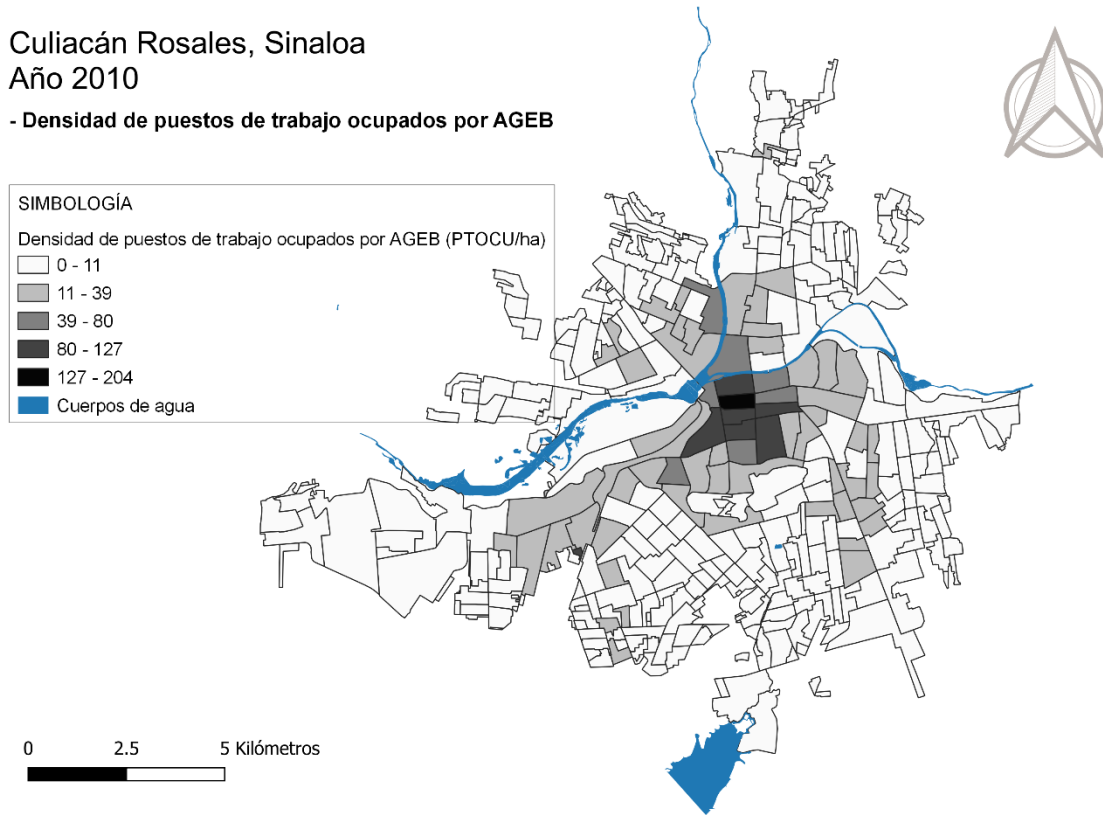 Culiacán Rosales, Sinaloa
Año 2010
- Densidad de puestos de trabajo ocupados por AGEB
SIMBOLOGÍA
Densidad de puestos de trabajo ocupados por AGEB (PTOCU/ha)
0 - 11
11 - 39
39 - 80
80 - 127
127 - 204
Cuerpos de agua
0 2.5 5 Kilómetros